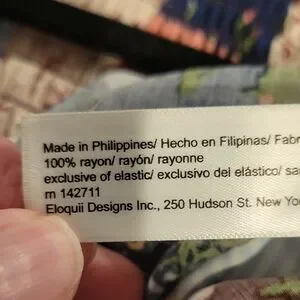 Made in Philippines/ Hecho en Filipinas/ Fabr
100% rayon/ rayón/ rayonne
exclusive of elastic/ exclusivo del elástico/ sa
rn 142711
Eloquii Designs Inc., 250 Hudson St. New Yo